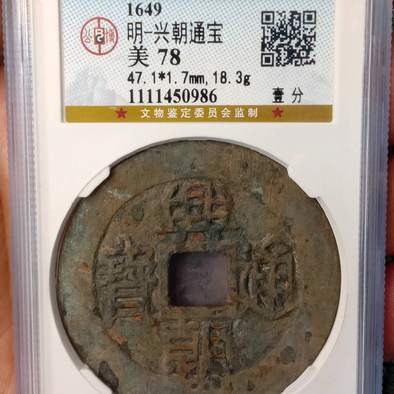 1649
明-兴朝通宝
美 78
47.1*1.7mm,18.3g
1111450986
壹 分
★ 文物鉴定委员会监制 ★
興朝通寶